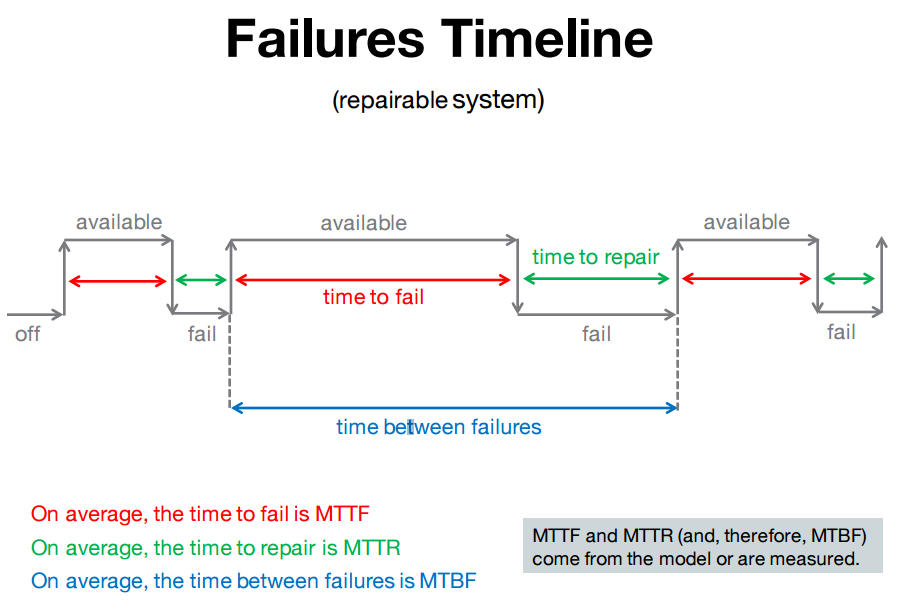 Failures Timeline
(repairable system)
available
available
available
time to repair
time to fail
off
fail
fail
fail
time between failures
On average, the time to fail is MTTF
On average, the time to repair is MTTR
On average, the time between failures is MTBF
MTTF and MTTR (and, therefore, MTBF)
come from the model or are measured.